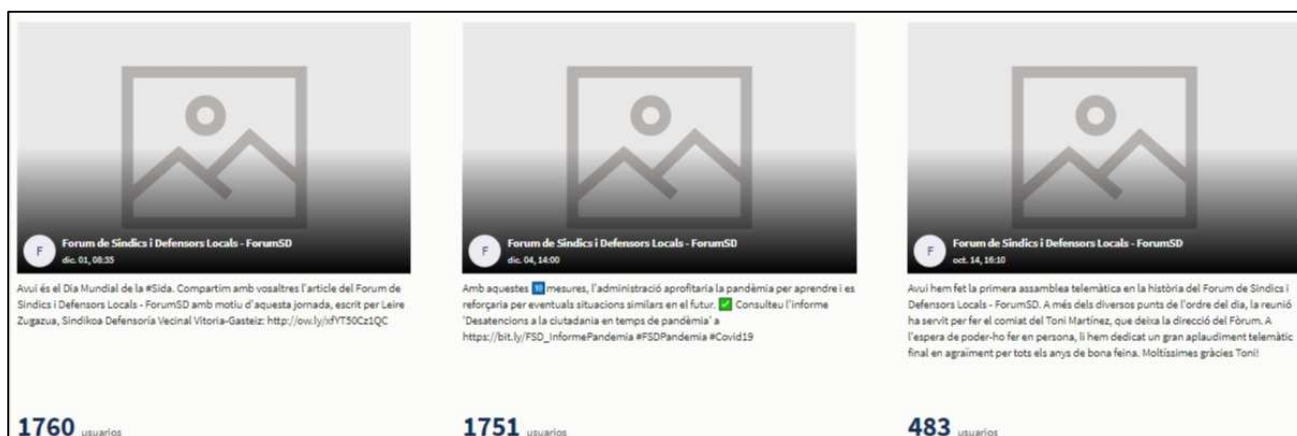 F Forum de Síndics i Defensors Locals - ForumSD
dic. 01, 08:35
Avui és el Dia Mundial de la #Sida. Compartim amb vosaltres l'article del Forum de
Síndics i Defensors Locals - ForumSD amb motiu d'aquesta jornada, escrit per Leire
Zugazua, Sindikoa Defensoría Vecinal Vitoria-Gasteiz: http://ow.ly/xfYT50Cz1QC
1760 usuarios
F Forum de Síndics i Defensors Locals - ForumSD
dic. 04, 14:00
Amb aquestes 10 mesures, l'administració aprofitaria la pandèmia per aprendre i es
reforçaria per eventuals situacions similars en el futur. ✅ Consulteu l'informe
'Desatencions a la ciutadania en temps de pandèmia' a
https://bit.ly/FSD_InformePandemia #FSDPandemia #Covid19
1751 usuarios
F Forum de Síndics i Defensors Locals - ForumSD
oct. 14, 16:10
Avui hem fet la primera assamblea telemàtica en la història del Forum de Síndics i
Defensors Locals - ForumSD. A més dels diversos punts de l'ordre del dia, la reunió
ha servit per fer el comiat del Toni Martínez, que deixa la direcció del Fòrum. A
l'espera de poder-ho fer en persona, li hem dedicat un gran aplaudiment telemàtic
final en agraïment per tots els anys de bona feina. Moltíssimes gràcies Toni!
483 usuarios